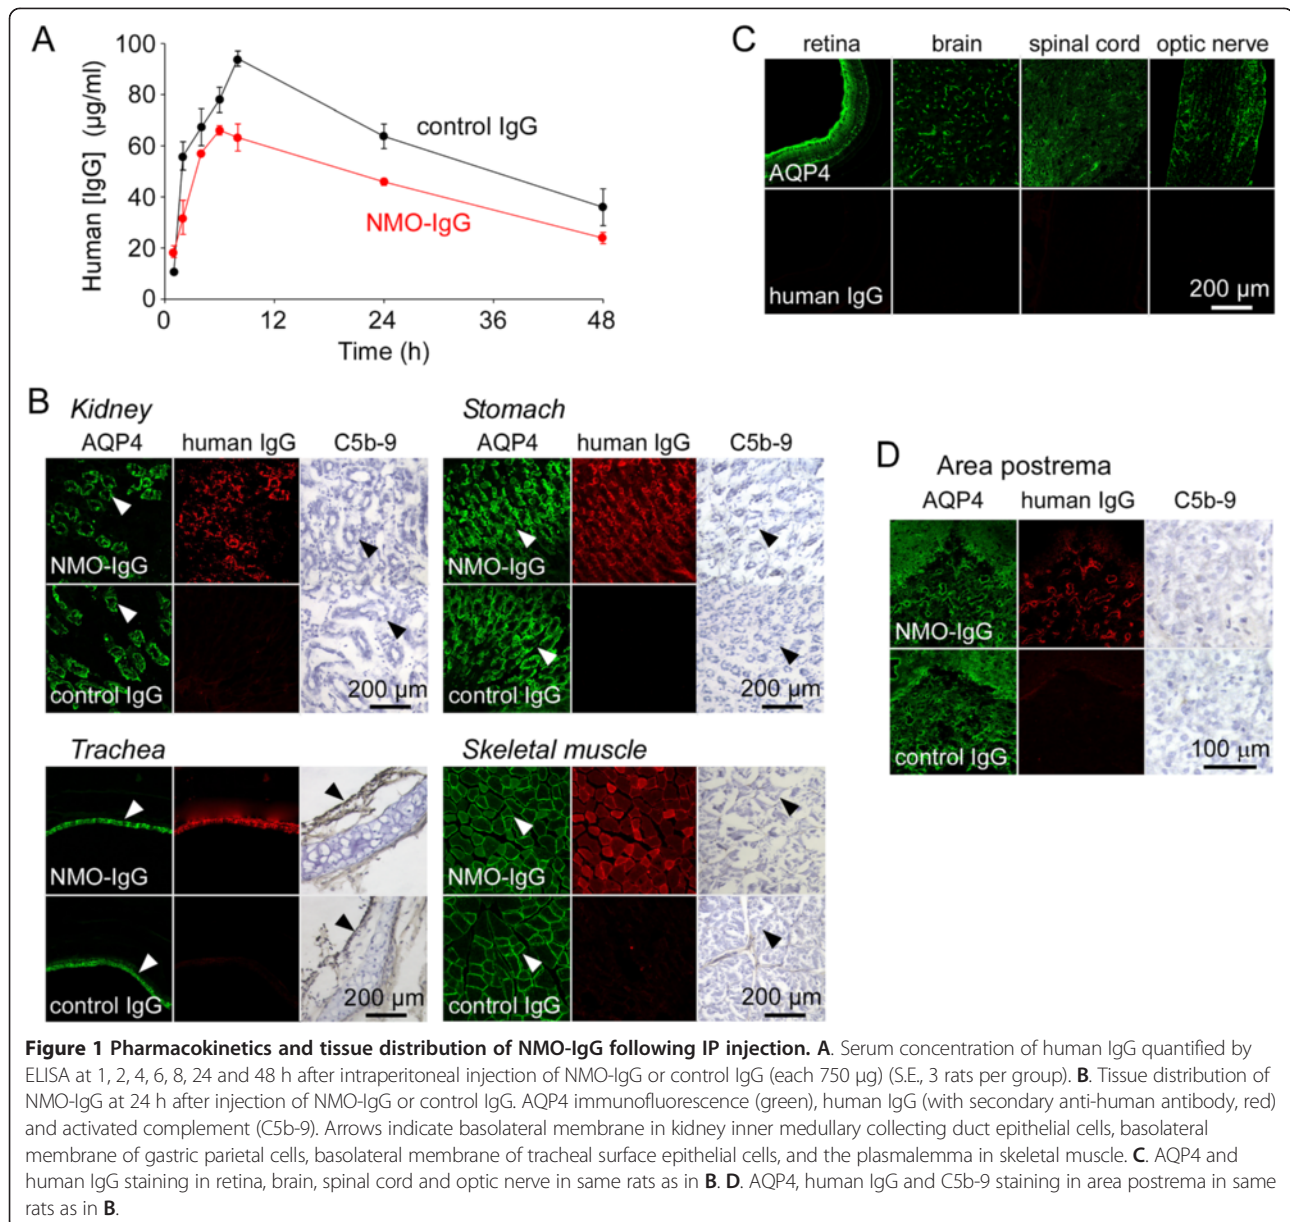 A
100
80
60
40
20
0
Human [IgG] (µg/ml)
control IgG
NMO-IgG
0 12 24 36 48
Time (h)
C
retina brain spinal cord optic nerve
AQP4
human IgG
200 µm
B
Kidney
AQP4 human IgG C5b-9
NMO-IgG
control IgG
200 µm
Stomach
AQP4 human IgG C5b-9
NMO-IgG
control IgG
200 µm
Trachea
NMO-IgG
control IgG
200 µm
Skeletal muscle
NMO-IgG
control IgG
200 µm
D
Area postrema
AQP4 human IgG C5b-9
NMO-IgG
control IgG
100 µm
Figure 1 Pharmacokinetics and tissue distribution of NMO-IgG following IP injection. A. Serum concentration of human IgG quantified by
ELISA at 1, 2, 4, 6, 8, 24 and 48 h after intraperitoneal injection of NMO-IgG or control IgG (each 750 µg) (S.E., 3 rats per group). B. Tissue distribution of
NMO-IgG at 24 h after injection of NMO-IgG or control IgG. AQP4 immunofluorescence (green), human IgG (with secondary anti-human antibody, red)
and activated complement (C5b-9). Arrows indicate basolateral membrane in kidney inner medullary collecting duct epithelial cells, basolateral
membrane of gastric parietal cells, basolateral membrane of tracheal surface epithelial cells, and the plasmalemma in skeletal muscle. C. AQP4 and
human IgG staining in retina, brain, spinal cord and optic nerve in same rats as in B. D. AQP4, human IgG and C5b-9 staining in area postrema in same
rats as in B.